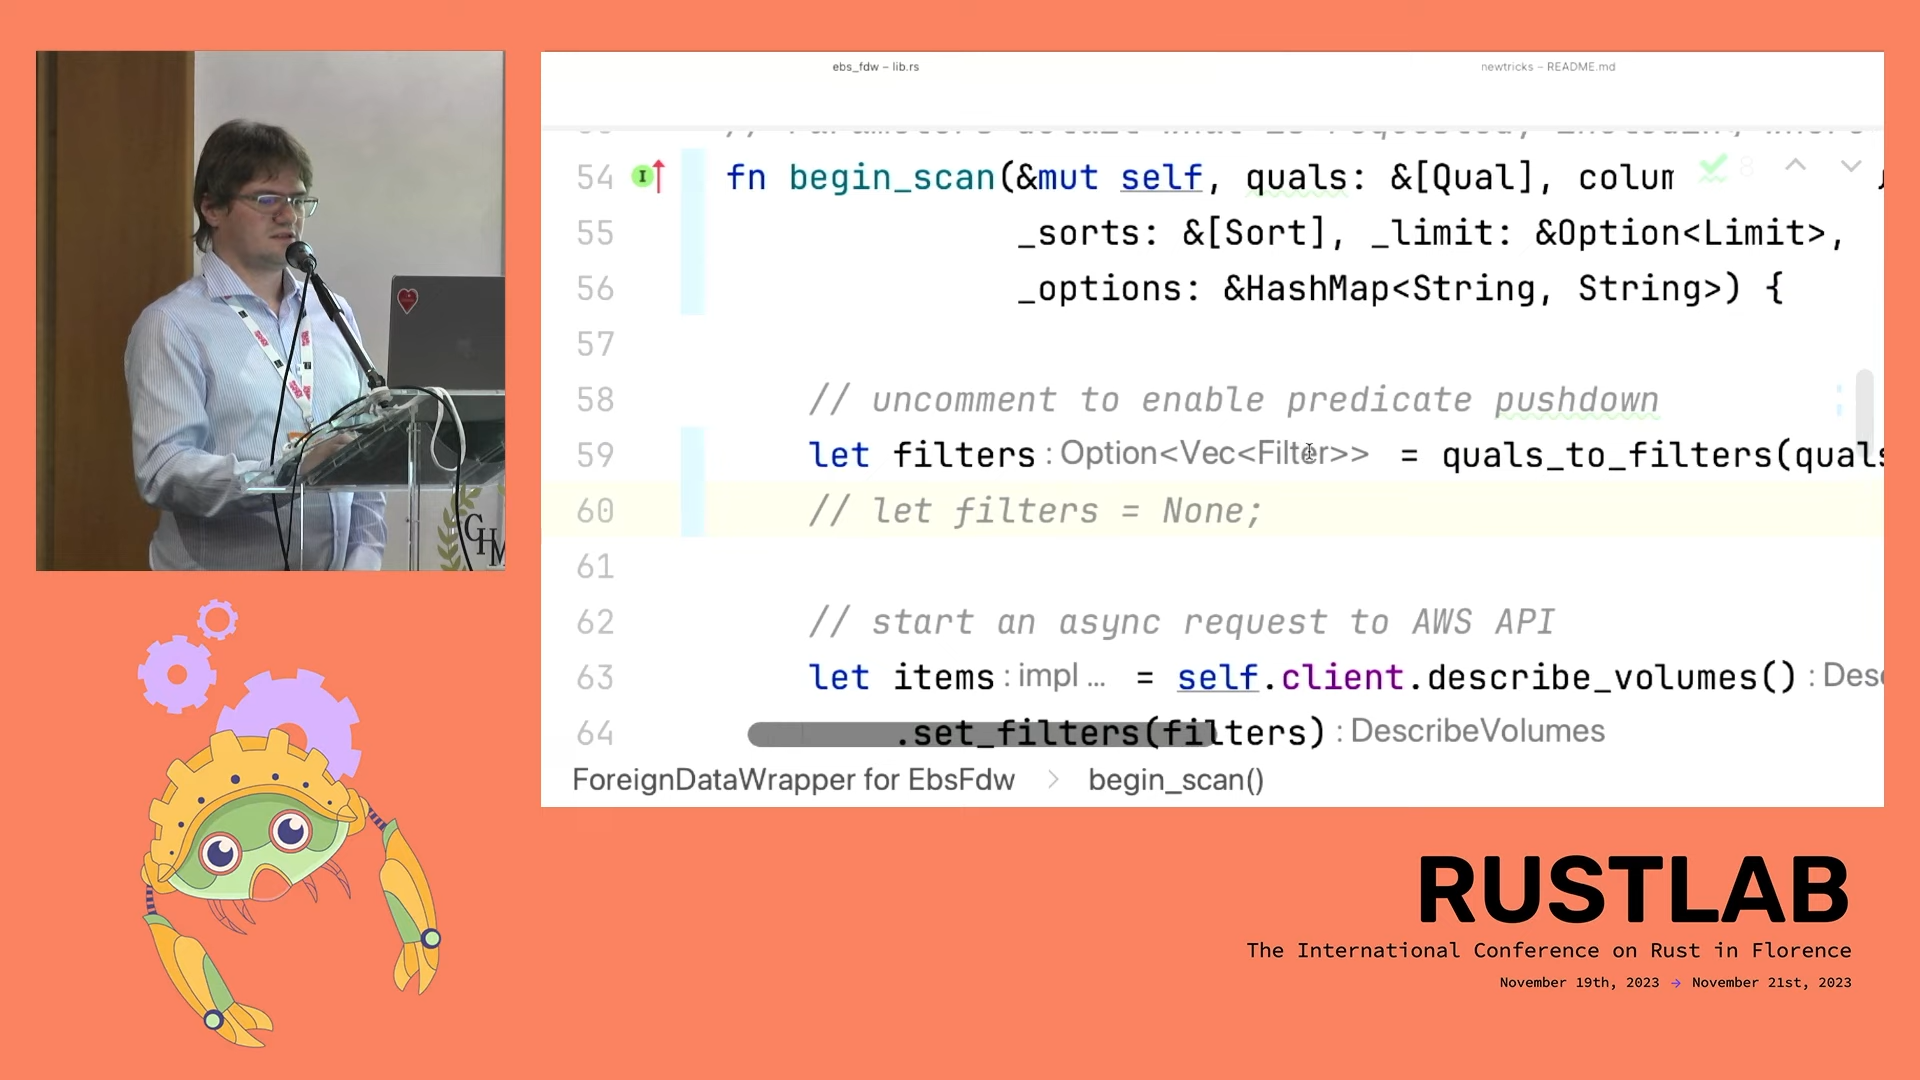 ebs_fdw – lib.rs
newtricks – README.md
54 fn begin_scan(&mut self, quals: &[Qual], colum
8
55 _sorts: &[Sort], _limit: &Option<Limit>,
56 _options: &HashMap<String, String>) {
57
58 // uncomment to enable predicate pushdown
59 let filters : Option<Vec<Filter>> = quals_to_filters(quals
60 // let filters = None;
61
62 // start an async request to AWS API
63 let items : impl ... = self.client.describe_volumes() : Desc
64 .set_filters(filters) : DescribeVolumes
ForeignDataWrapper for EbsFdw > begin_scan()
GHM
RUSTLAB
The International Conference on Rust in Florence
November 19th, 2023 → November 21st, 2023